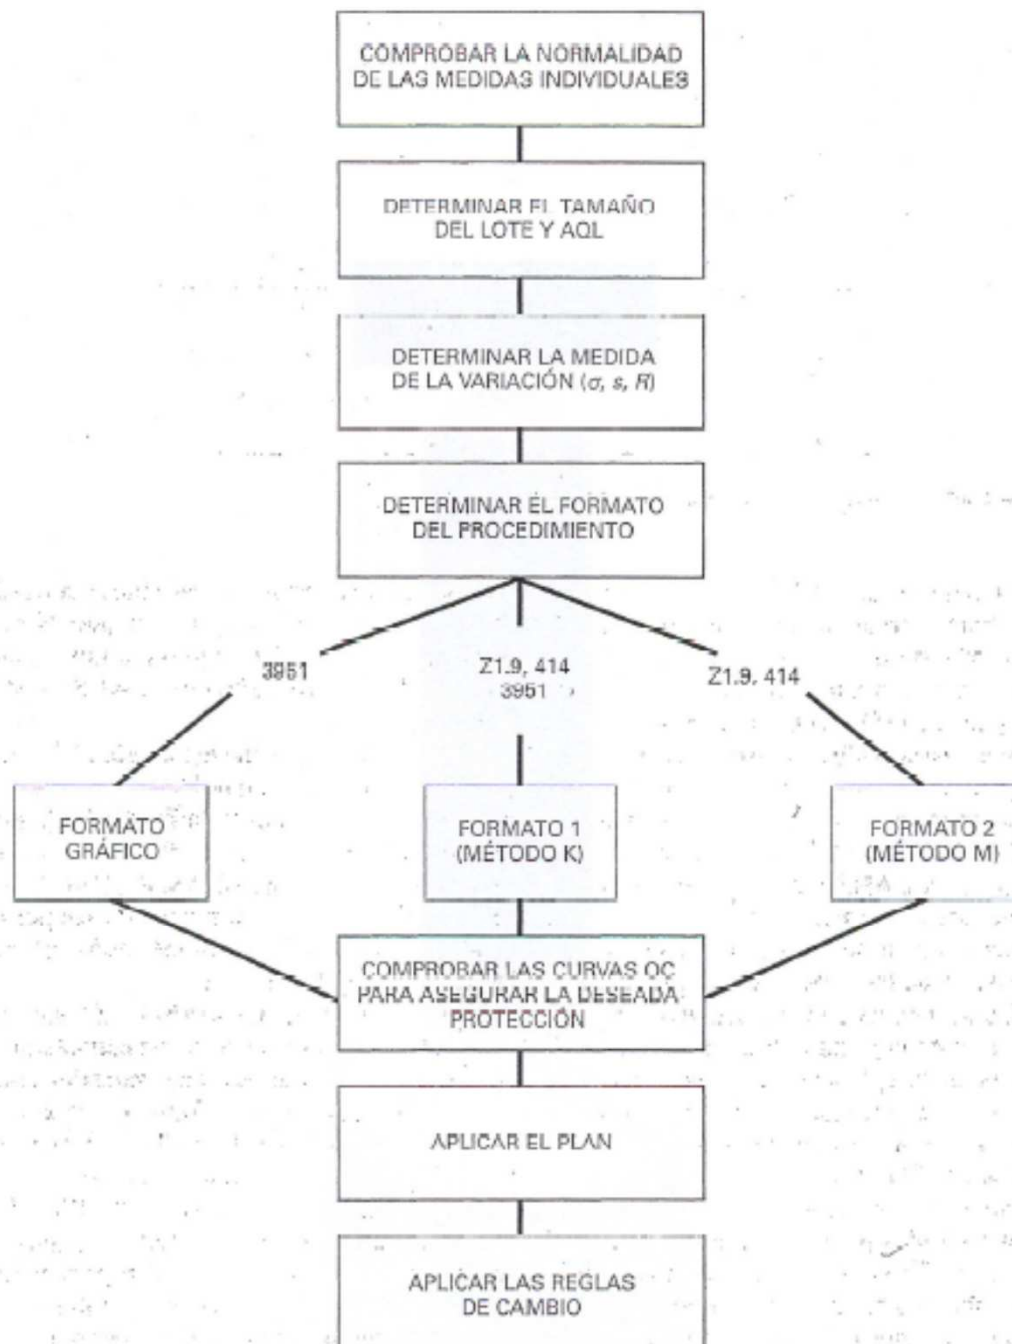 COMPROBAR LA NORMALIDAD
DE LAS MEDIDAS INDIVIDUALES
DETERMINAR EL TAMAÑO
DEL LOTE Y AQL
DETERMINAR LA MEDIDA
DE LA VARIACIÓN (σ, s, R)
DETERMINAR EL FORMATO
DEL PROCEDIMIENTO
3951
Z1.9, 414
3951
Z1.9, 414
FORMATO
GRÁFICO
FORMATO 1
(MÉTODO K)
FORMATO 2
(MÉTODO M)
COMPROBAR LAS CURVAS OC
PARA ASEGURAR LA DESEADA
PROTECCIÓN
APLICAR EL PLAN
APLICAR LAS REGLAS
DE CAMBIO